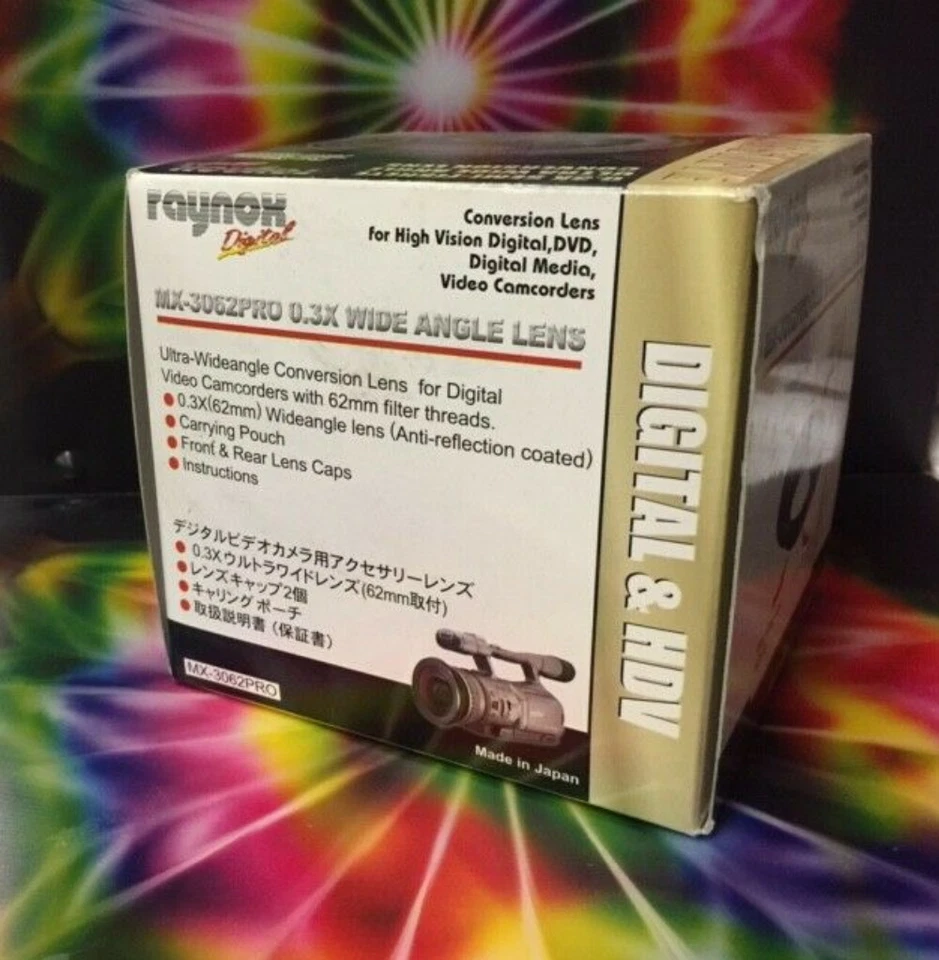 raynox
Digital
Conversion Lens
for High Vision Digital,DVD,
Digital Media,
Video Camcorders
MX-3062PRO 0.3X WIDE ANGLE LENS
Ultra-Wideangle Conversion Lens for Digital
Video Camcorders with 62mm filter threads.
●0.3X(62mm) Wideangle lens (Anti-reflection coated)
●Carrying Pouch
●Front & Rear Lens Caps
●Instructions
デジタルビデオカメラ用アクセサリーレンズ
●0.3Xウルトラワイドレンズ(62mm取付)
●レンズキャップ2個
●キャリング ポーチ
●取扱説明書（保証書）
MX-3062PRO
Made in Japan
DIGITAL & HDV